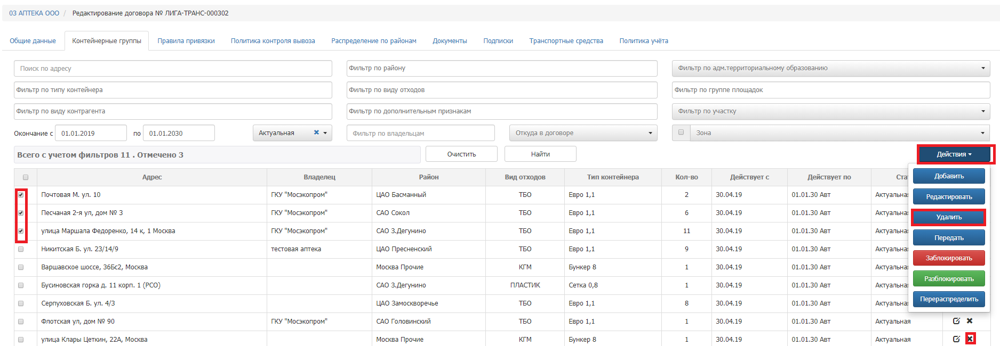 03 АПТЕКА ООО / Редактирование договора № ЛИГА-ТРАНС-000302
Общие данные Контейнерные группы Правила привязки Политика контроля вывоза Распределение по районам Документы Подписки Транспортные средства Политика учёта
Поиск по адресу Фильтр по району Фильтр по адм.территориальному образованию
Фильтр по типу контейнера Фильтр по виду отходов Фильтр по группе площадок
Фильтр по виду контрагента Фильтр по дополнительным признакам Фильтр по участку
Окончание с 01.01.2019 по 01.01.2030 Актуальная Фильтр по владельцам Откуда в договоре Зона
Всего с учетом фильтров 11 . Отмечено 3 Очистить Найти Действия
Адрес Владелец Район Вид отходов Тип контейнера Кол-во Действует с Действует по Ста
Добавить
Почтовая М. ул. 10 ГКУ "Мосэкопром" ЦАО Басманный ТБО Евро 1,1 2 30.04.19 01.01.30 Авт Актуальна
Редактировать
Песчаная 2-я ул, дом № 3 ГКУ "Мосэкопром" САО Сокол ТБО Евро 1,1 6 30.04.19 01.01.30 Авт Актуальна
Удалить
улица Маршала Федоренко, 14 к, 1 Москва ГКУ "Мосэкопром" САО З.Дегунино ТБО Евро 1,1 11 30.04.19 01.01.30 Авт Актуальна
Передать
Никитская Б. ул. 23/14/9 тестовая аптека ЦАО Пресненский ТБО Евро 1,1 9 30.04.19 01.01.30 Авт Актуальна
Заблокировать
Варшавское шоссе, 36Бс2, Москва Москва Прочие КГМ Бункер 8 1 30.04.19 01.01.30 Авт Актуальна
Разблокировать
Бусиновская горка д. 11 корп. 1 (РСО) САО З.Дегунино ПЛАСТИК Сетка 0,8 1 30.04.19 01.01.30 Авт Актуальна
Перераспределить
Серпуховская Б. ул. 4/3 ЦАО Замоскворечье ТБО Евро 1,1 8 30.04.19 01.01.30 Авт Актуальна
Флотская ул, дом № 90 ГКУ "Мосэкопром" САО Головинский ТБО Евро 1,1 1 30.04.19 01.01.30 Авт Актуальная
улица Клары Цеткин, 22А, Москва Москва Прочие КГМ Бункер 8 1 30.04.19 01.01.30 Авт Актуальная